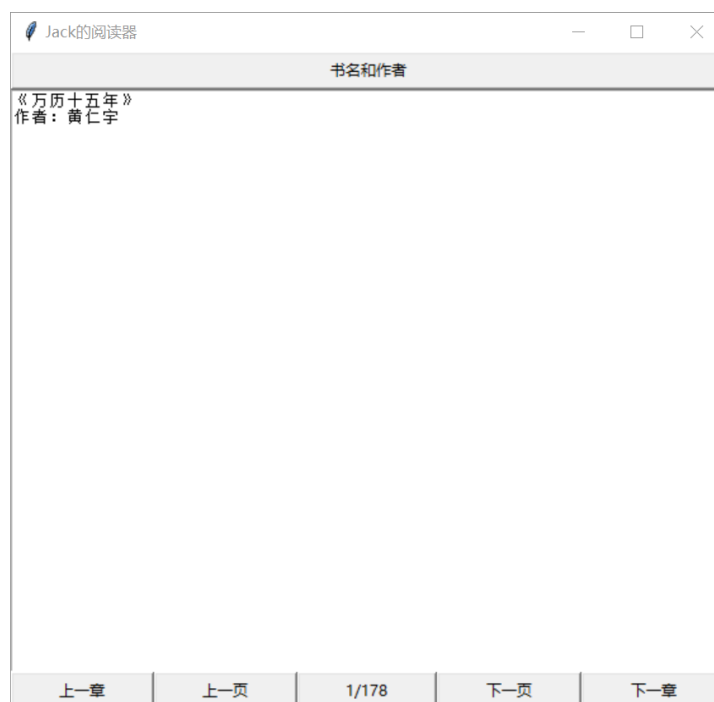 Jack的阅读器
书名和作者
《万历十五年》
作者：黄仁宇
上一章 上一页 1/178 下一页 下一章